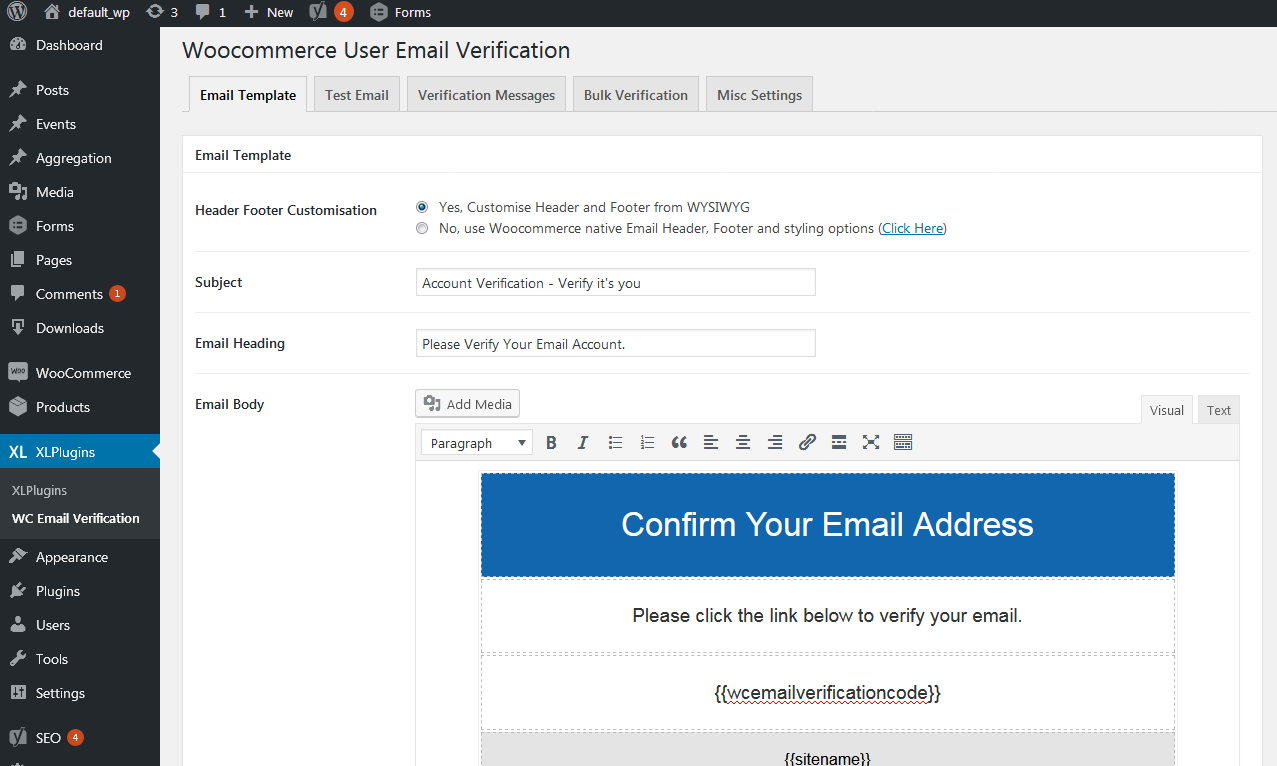 default_wp 3 1 New 4 Forms
Dashboard
Posts
Events
Aggregation
Media
Forms
Pages
Comments 1
Downloads
WOO WooCommerce
Products
XL XLPlugins
XLPlugins
WC Email Verification
Appearance
Plugins
Users
Tools
Settings
SEO 4
Woocommerce User Email Verification
Email Template Test Email Verification Messages Bulk Verification Misc Settings
Email Template
Header Footer Customisation
Yes, Customise Header and Footer from WYSIWYG
No, use Woocommerce native Email Header, Footer and styling options (Click Here)
Subject
Account Verification - Verify it's you
Email Heading
Please Verify Your Email Account.
Email Body
Add Media
Visual Text
Paragraph B I
Confirm Your Email Address
Please click the link below to verify your email.
{{wcemailverificationcode}}
{{sitename}}